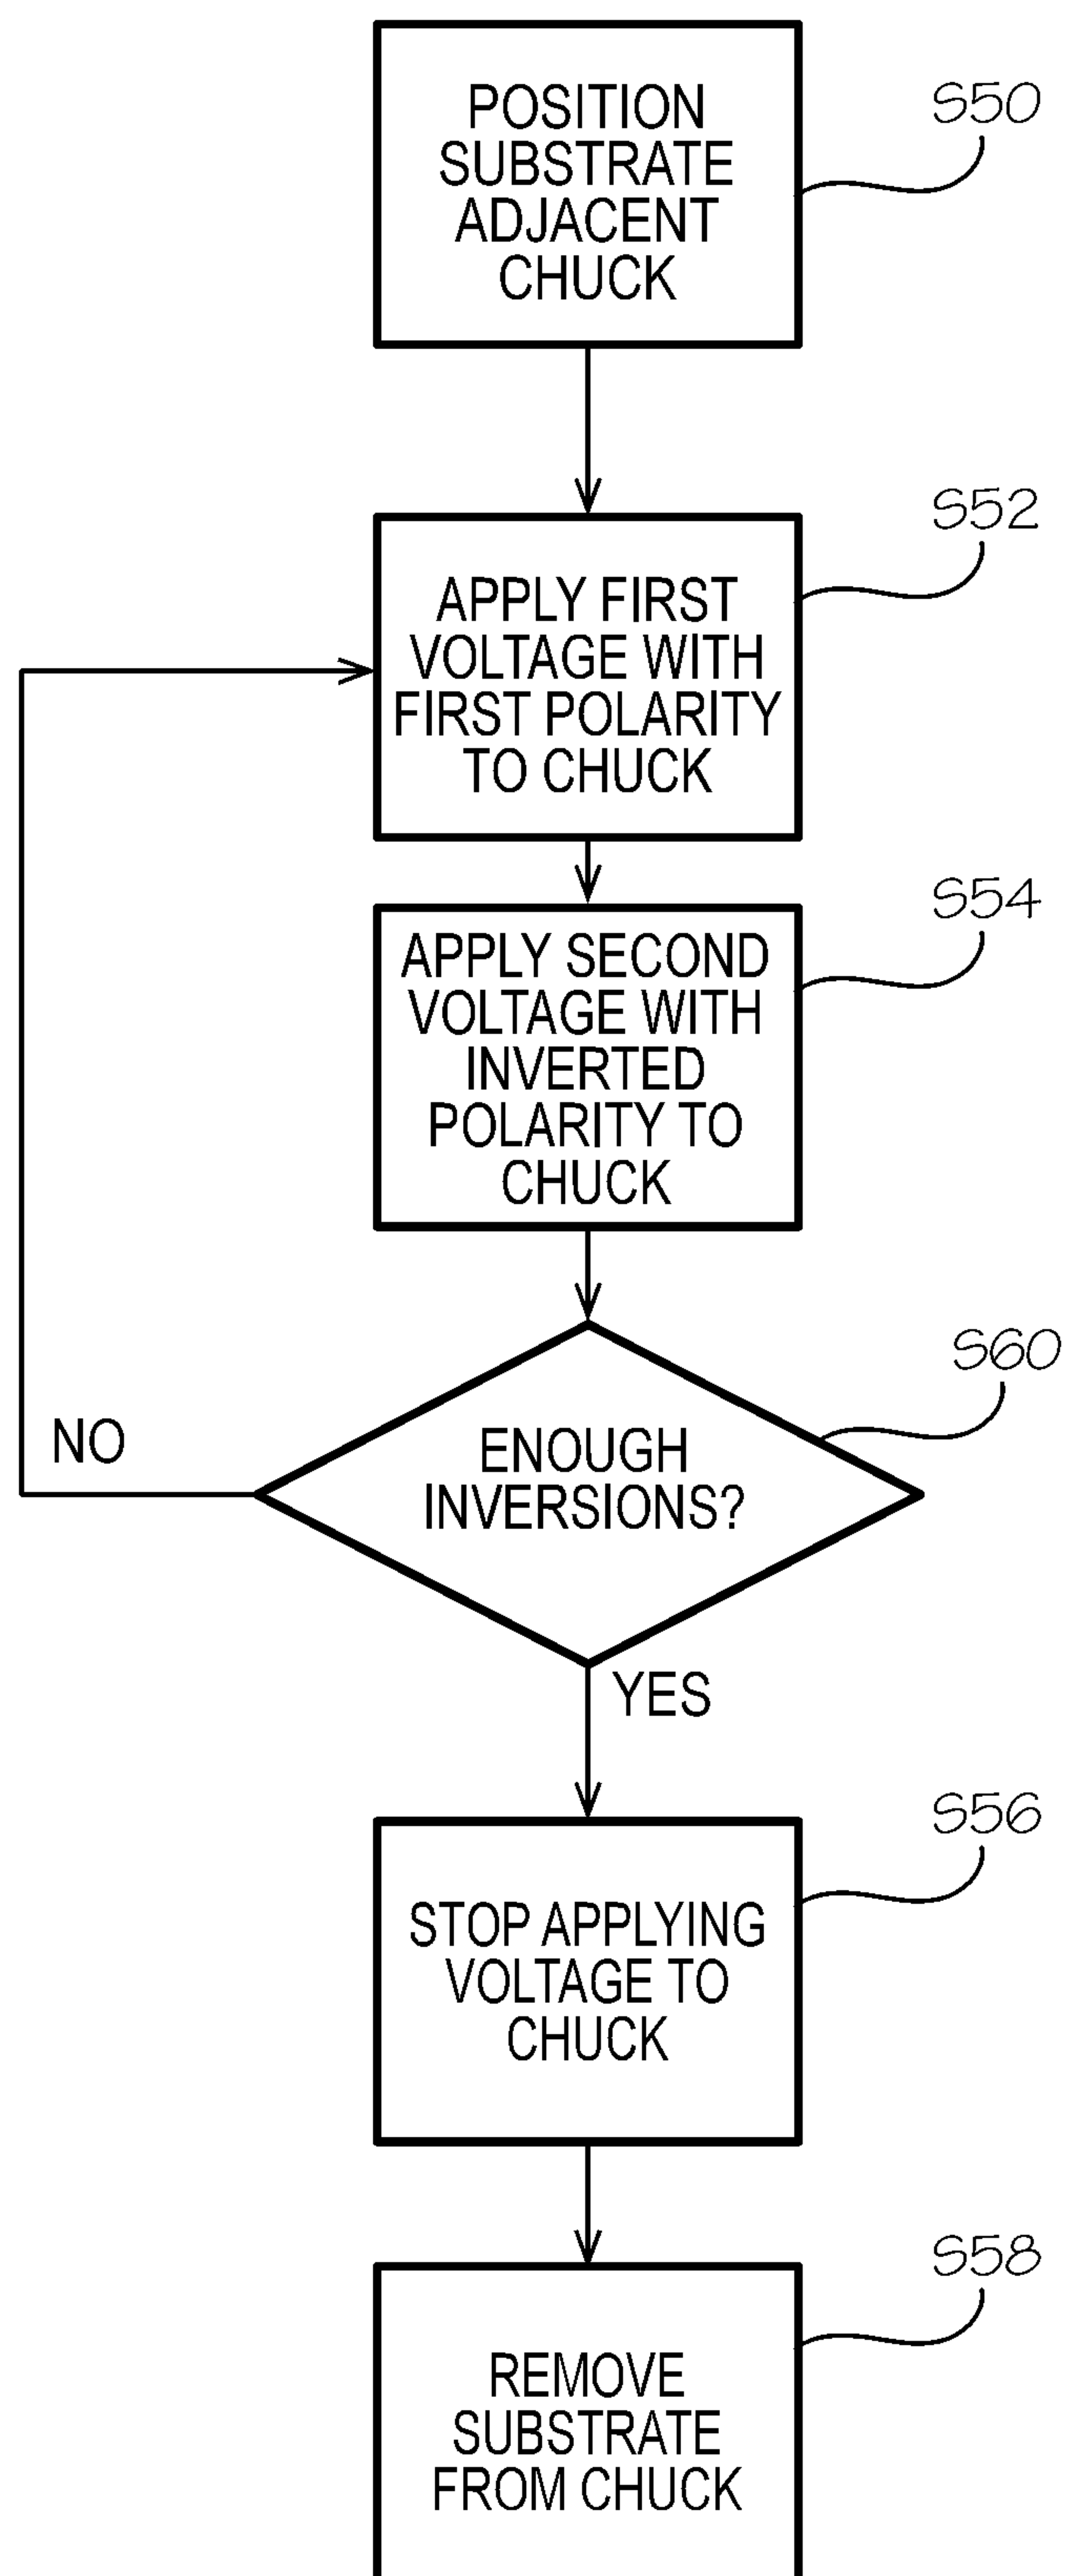 POSITION
SUBSTRATE
ADJACENT
CHUCK
S50
APPLY FIRST
VOLTAGE WITH
FIRST POLARITY
TO CHUCK
S52
APPLY SECOND
VOLTAGE WITH
INVERTED
POLARITY TO
CHUCK
S54
ENOUGH
INVERSIONS?
S60
NO
YES
STOP APPLYING
VOLTAGE TO
CHUCK
S56
REMOVE
SUBSTRATE
FROM CHUCK
S58